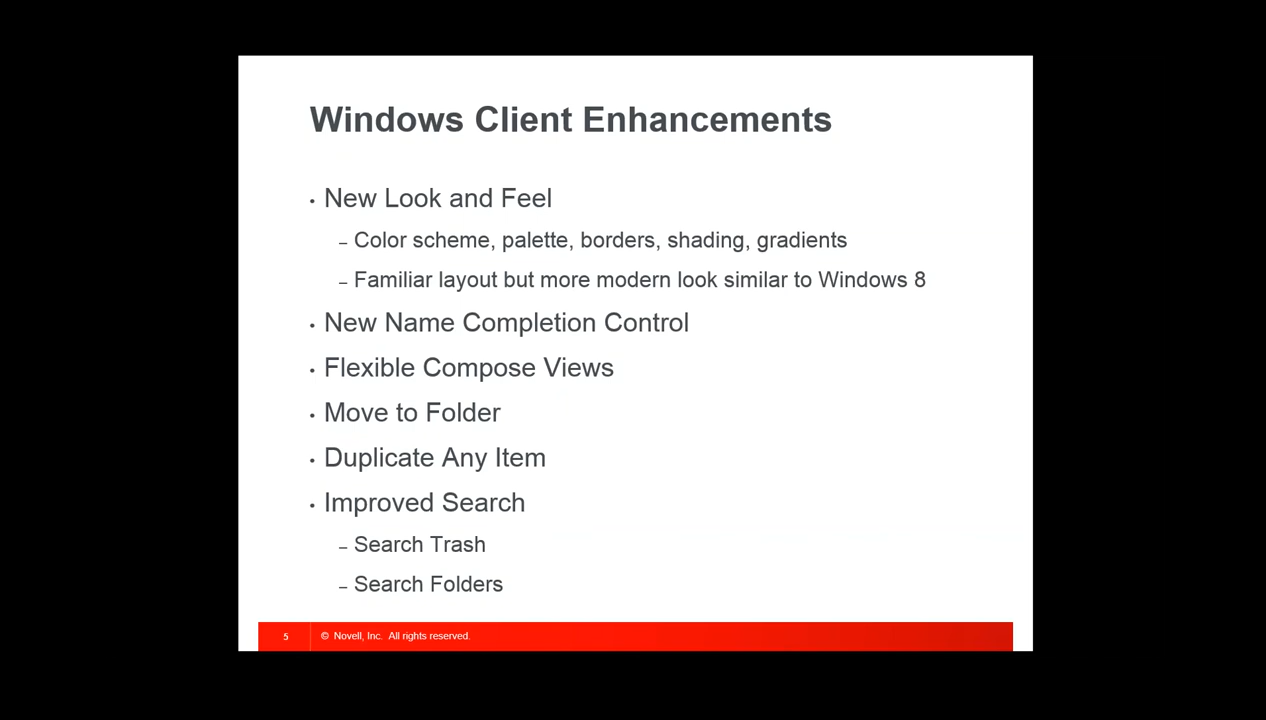 Windows Client Enhancements
• New Look and Feel
– Color scheme, palette, borders, shading, gradients
– Familiar layout but more modern look similar to Windows 8
• New Name Completion Control
• Flexible Compose Views
• Move to Folder
• Duplicate Any Item
• Improved Search
– Search Trash
– Search Folders
5 © Novell, Inc. All rights reserved.